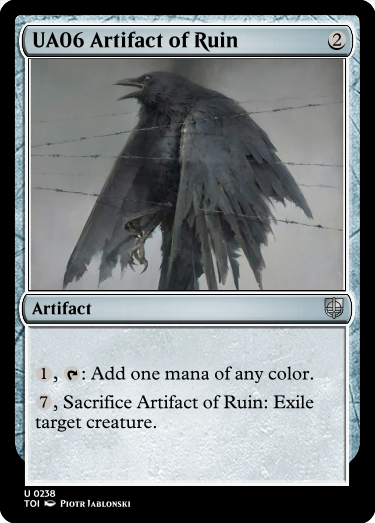 UA06 Artifact of Ruin 2
Artifact
1, T: Add one mana of any color.
7, Sacrifice Artifact of Ruin: Exile
target creature.
U 0238
TOI Piotr Jablonski